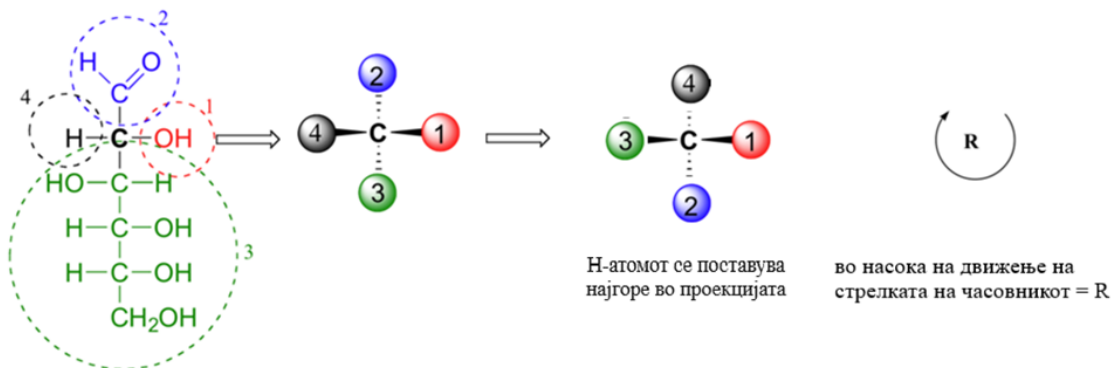 2
H O
C
4
1
H C OH
HO C H
H C OH
3
H C OH
CH2OH
2
4 C 1
3
4
3 C 1
2
R
Н-атомот се поставува
најгоре во проекцијата
во насока на движење на
стрелката на часовникот = R